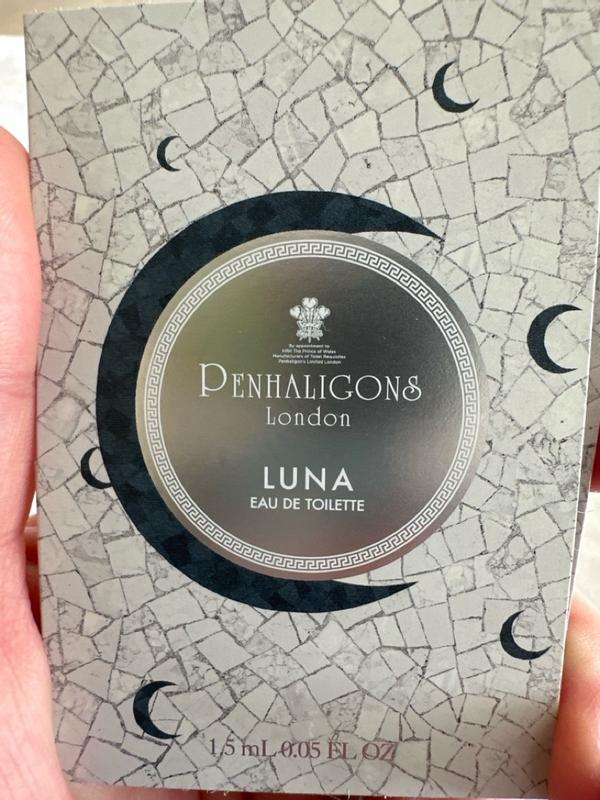 By appointment to
HRH The Prince of Wales
Manufacturers of Toilet Requisites
Penhaligon's Limited London
PENHALIGONS
London
LUNA
EAU DE TOILETTE
1.5 mL 0.05 FL OZ